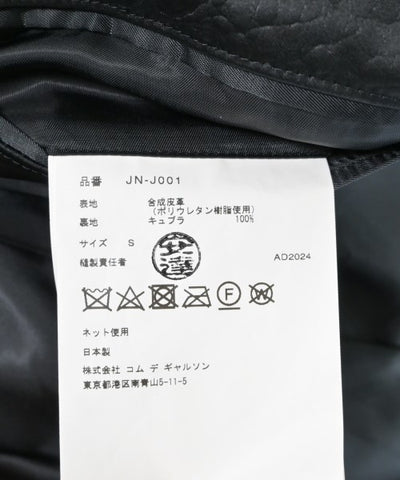 品番 JN-J001
表地 合成皮革
(ポリウレタン樹脂使用)
裏地 キュプラ 100%
サイズ S
縫製責任者
AD2024
F W
ネット使用
日本製
株式会社 コム デ ギャルソン
東京都港区南青山5-11-5